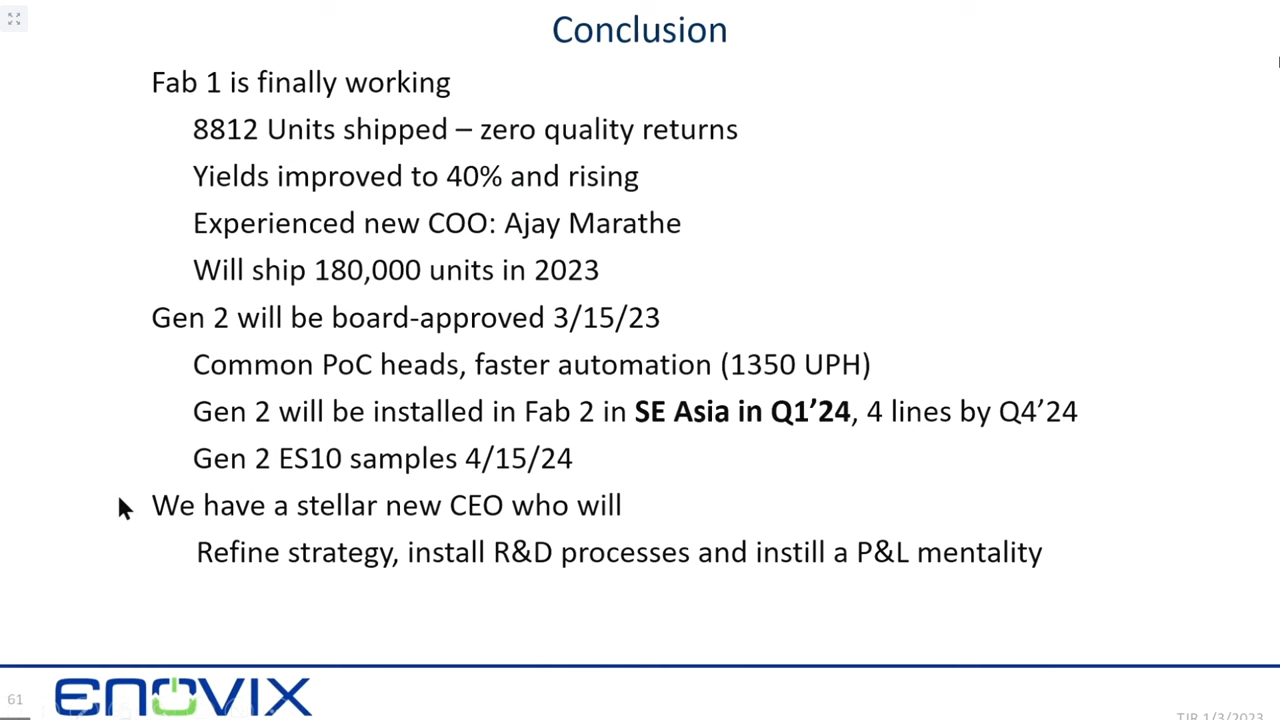 Conclusion
Fab 1 is finally working
8812 Units shipped – zero quality returns
Yields improved to 40% and rising
Experienced new COO: Ajay Marathe
Will ship 180,000 units in 2023
Gen 2 will be board-approved 3/15/23
Common PoC heads, faster automation (1350 UPH)
Gen 2 will be installed in Fab 2 in SE Asia in Q1’24, 4 lines by Q4’24
Gen 2 ES10 samples 4/15/24
We have a stellar new CEO who will
Refine strategy, install R&D processes and instill a P&L mentality
61
ENOVIX
TJR 1/3/2023